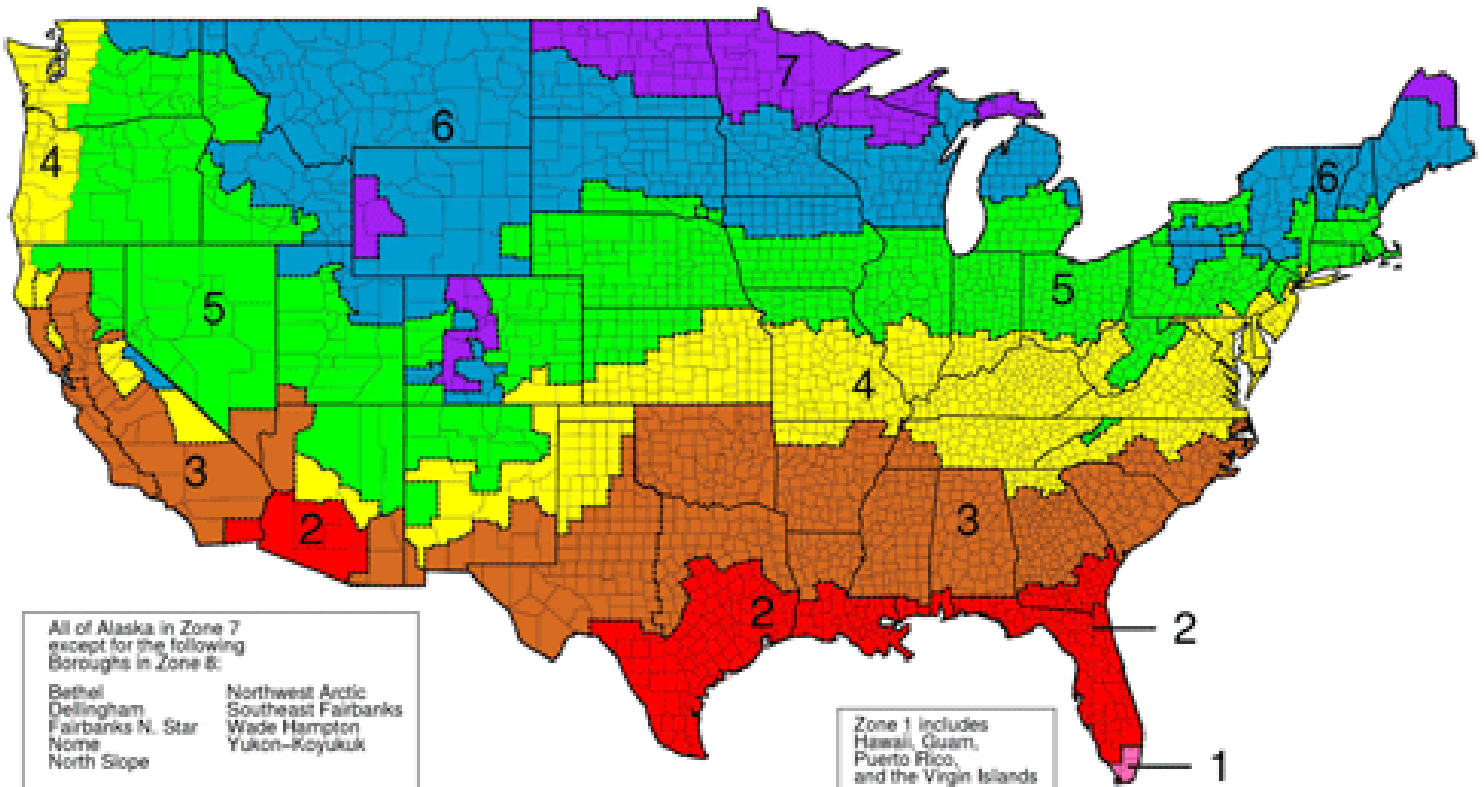 7
6
4
6
5
5
4
3
3
2
2
2
1
All of Alaska in Zone 7
except for the following
Boroughs in Zone 8:
Bethel Northwest Arctic
Dellingham Southeast Fairbanks
Fairbanks N. Star Wade Hampton
Nome Yukon-Koyukuk
North Slope
Zone 1 includes
Hawaii, Guam,
Puerto Rico,
and the Virgin Islands